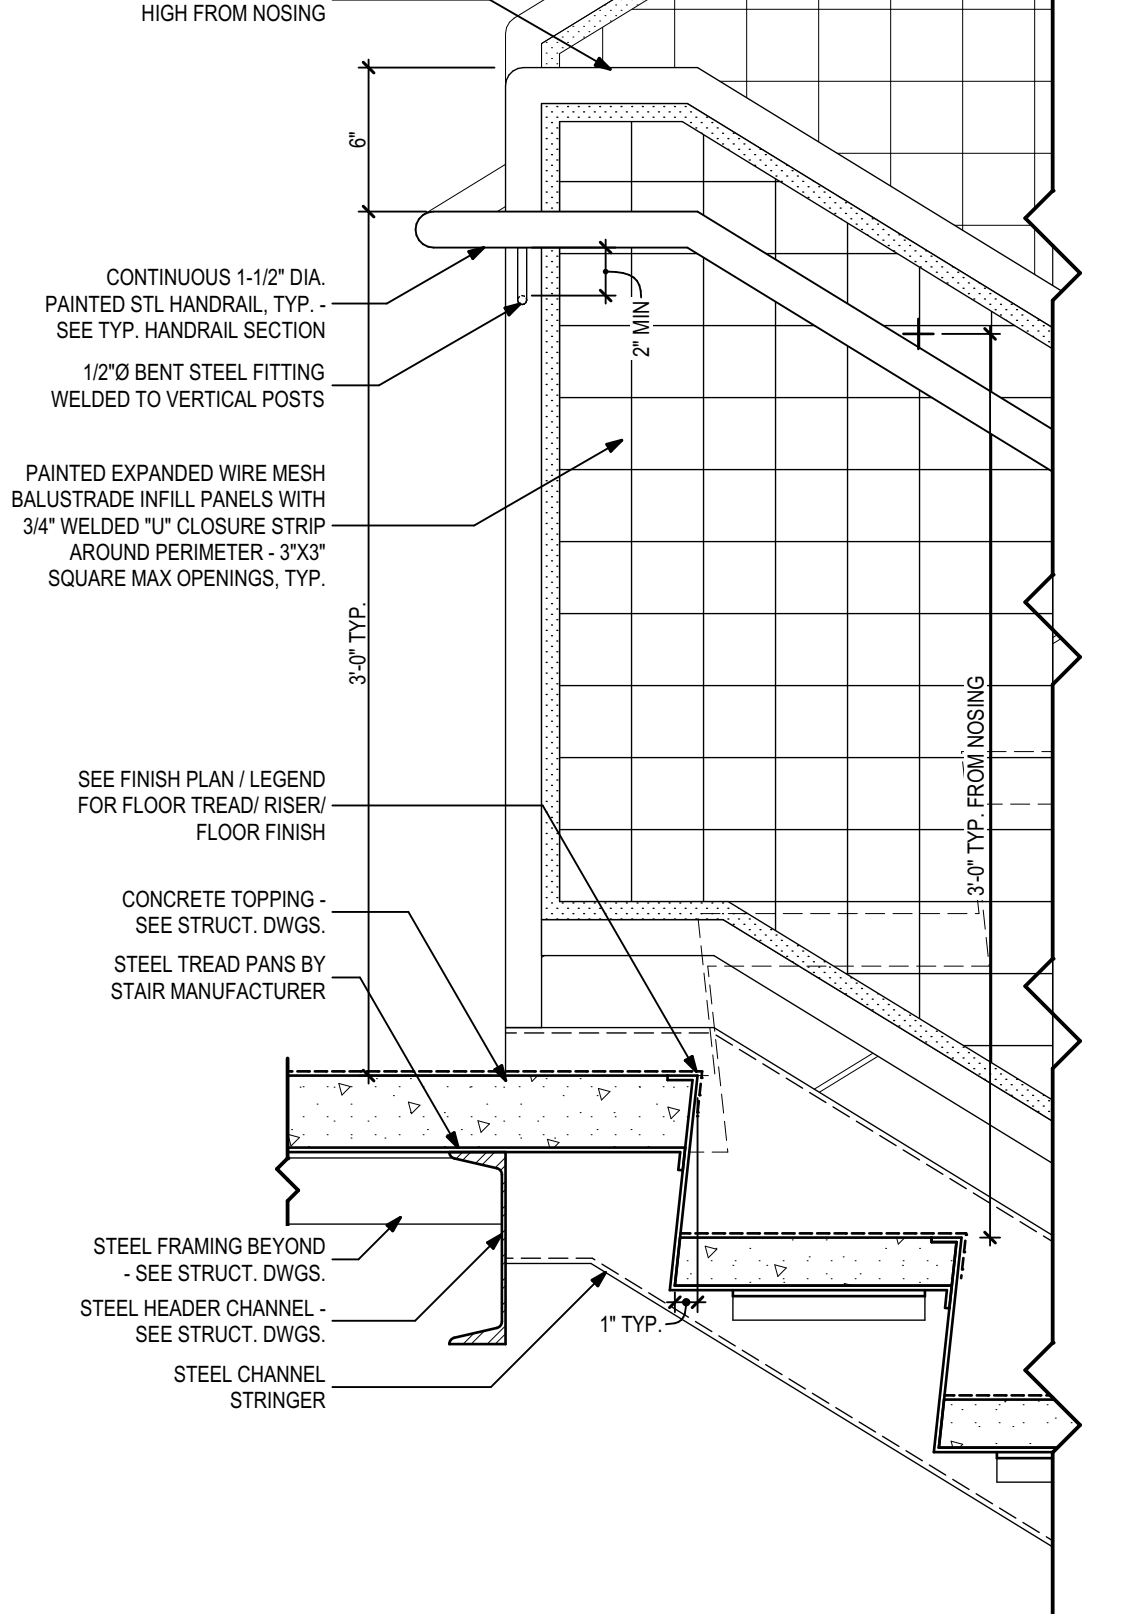 HIGH FROM NOSING
6"
CONTINUOUS 1-1/2" DIA.
PAINTED STL HANDRAIL, TYP. -
SEE TYP. HANDRAIL SECTION
2" MIN
1/2"Ø BENT STEEL FITTING
WELDED TO VERTICAL POSTS
PAINTED EXPANDED WIRE MESH
BALUSTRADE INFILL PANELS WITH
3/4" WELDED "U" CLOSURE STRIP
AROUND PERIMETER - 3"X3"
SQUARE MAX OPENINGS, TYP.
3'-0" TYP.
3'-0" TYP. FROM NOSING
SEE FINISH PLAN / LEGEND
FOR FLOOR TREAD/ RISER/
FLOOR FINISH
CONCRETE TOPPING -
SEE STRUCT. DWGS.
STEEL TREAD PANS BY
STAIR MANUFACTURER
STEEL FRAMING BEYOND
- SEE STRUCT. DWGS.
STEEL HEADER CHANNEL -
SEE STRUCT. DWGS.
1" TYP.
STEEL CHANNEL
STRINGER